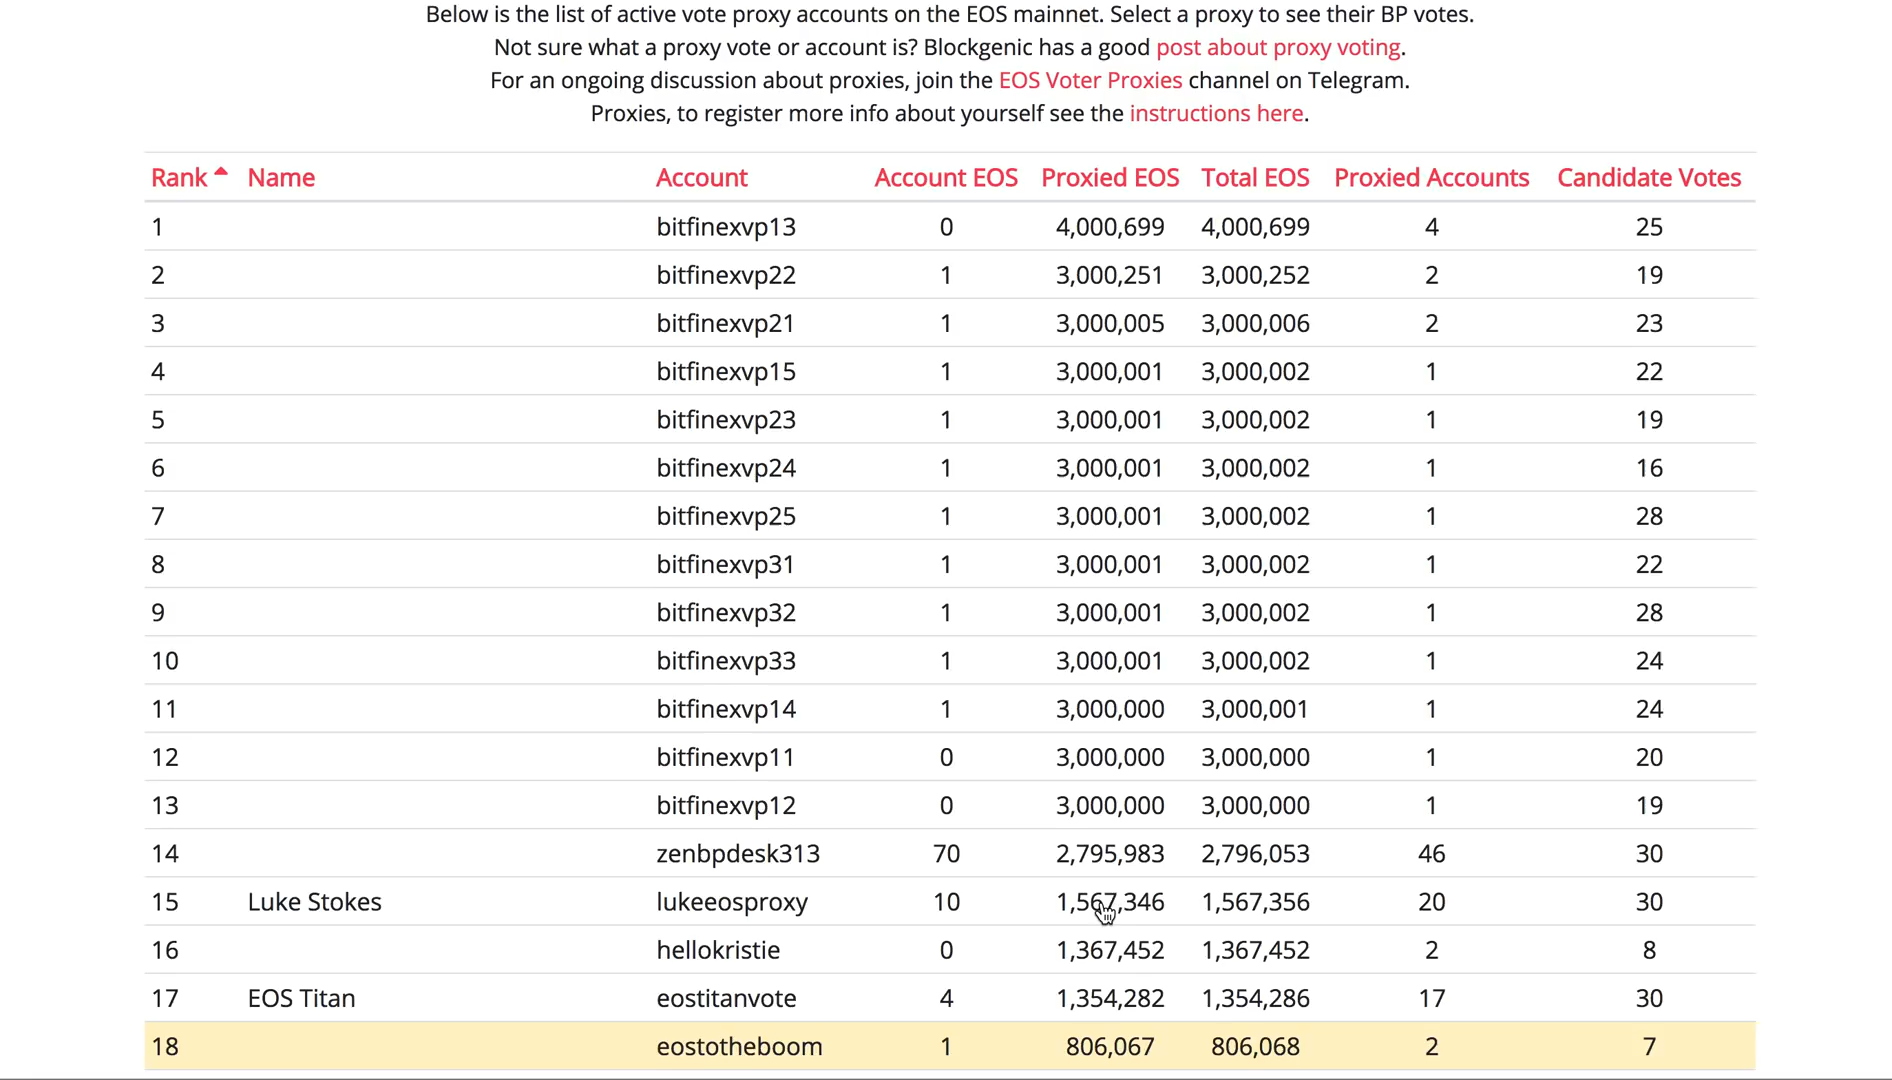 Below is the list of active vote proxy accounts on the EOS mainnet. Select a proxy to see their BP votes.
Not sure what a proxy vote or account is? Blockgenic has a good post about proxy voting.
For an ongoing discussion about proxies, join the EOS Voter Proxies channel on Telegram.
Proxies, to register more info about yourself see the instructions here.
Rank Name Account Account EOS Proxied EOS Total EOS Proxied Accounts Candidate Votes
1 bitfinexvp13 0 4,000,699 4,000,699 4 25
2 bitfinexvp22 1 3,000,251 3,000,252 2 19
3 bitfinexvp21 1 3,000,005 3,000,006 2 23
4 bitfinexvp15 1 3,000,001 3,000,002 1 22
5 bitfinexvp23 1 3,000,001 3,000,002 1 19
6 bitfinexvp24 1 3,000,001 3,000,002 1 16
7 bitfinexvp25 1 3,000,001 3,000,002 1 28
8 bitfinexvp31 1 3,000,001 3,000,002 1 22
9 bitfinexvp32 1 3,000,001 3,000,002 1 28
10 bitfinexvp33 1 3,000,001 3,000,002 1 24
11 bitfinexvp14 1 3,000,000 3,000,001 1 24
12 bitfinexvp11 0 3,000,000 3,000,000 1 20
13 bitfinexvp12 0 3,000,000 3,000,000 1 19
14 zenbpdesk313 70 2,795,983 2,796,053 46 30
15 Luke Stokes lukeeosproxy 10 1,567,346 1,567,356 20 30
16 hellokristie 0 1,367,452 1,367,452 2 8
17 EOS Titan eostitanvote 4 1,354,282 1,354,286 17 30
18 eostotheboom 1 806,067 806,068 2 7